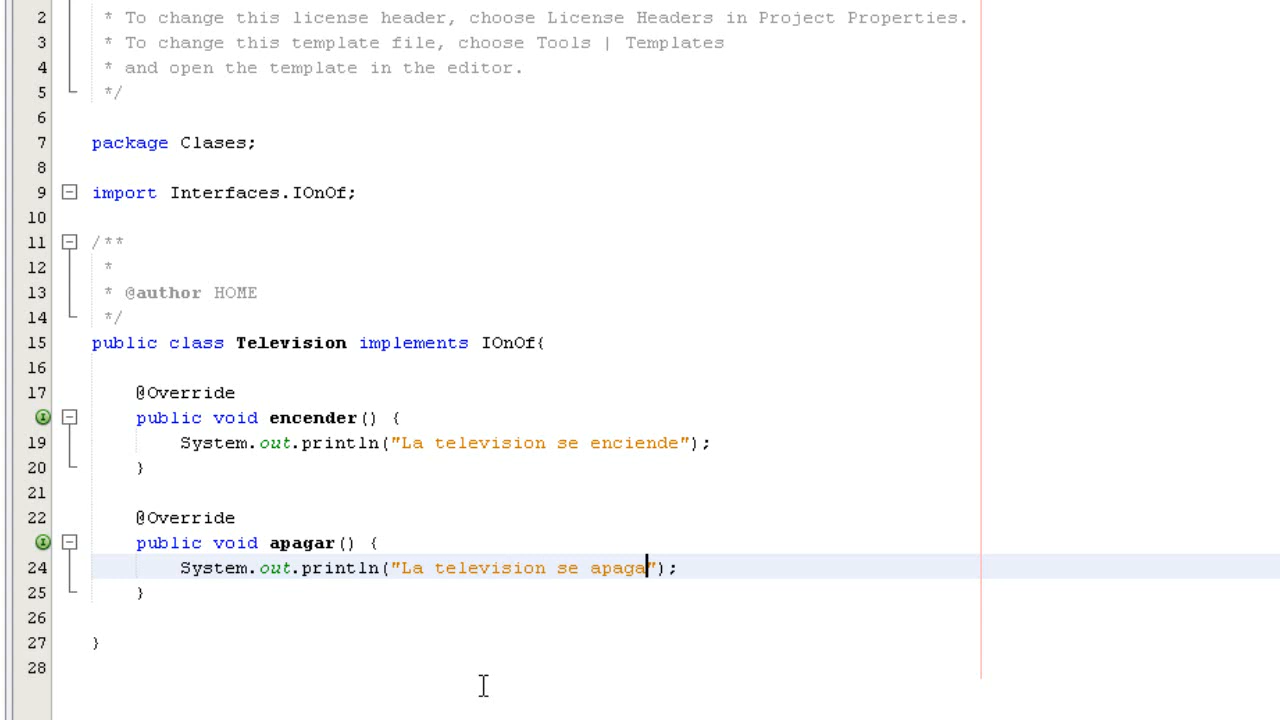 2 * To change this license header, choose License Headers in Project Properties.
3 * To change this template file, choose Tools | Templates
4 * and open the template in the editor.
5 */
6
7 package Clases;
8
9 import Interfaces.IOnOf;
10
11 /**
12 *
13 * @author HOME
14 */
15 public class Television implements IOnOf{
16
17 @Override
public void encender() {
19 System.out.println("La television se enciende");
20 }
21
22 @Override
public void apagar() {
24 System.out.println("La television se apaga");
25 }
26
27 }
28